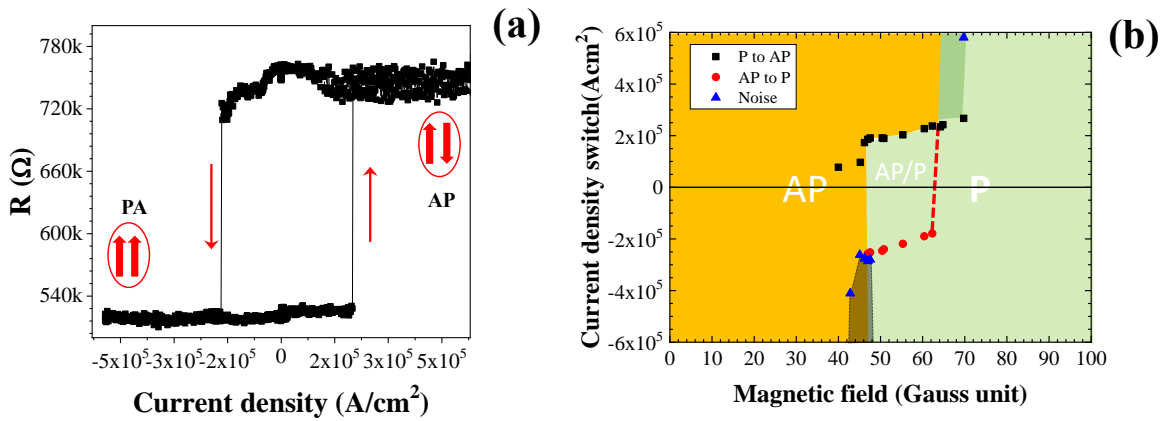 (a)
780k
720k
660k
600k
540k
R (Ω)
PA
AP
-5x10⁵ -3x10⁵ -2x10⁵ 0 2x10⁵ 3x10⁵ 5x10⁵
Current density (A/cm²)
(b)
Current density switch(Acm²)
6x10⁵
4x10⁵
2x10⁵
0
-2x10⁵
-4x10⁵
-6x10⁵
P to AP
AP to P
Noise
AP
AP/P
P
0 10 20 30 40 50 60 70 80 90 100
Magnetic field (Gauss unit)